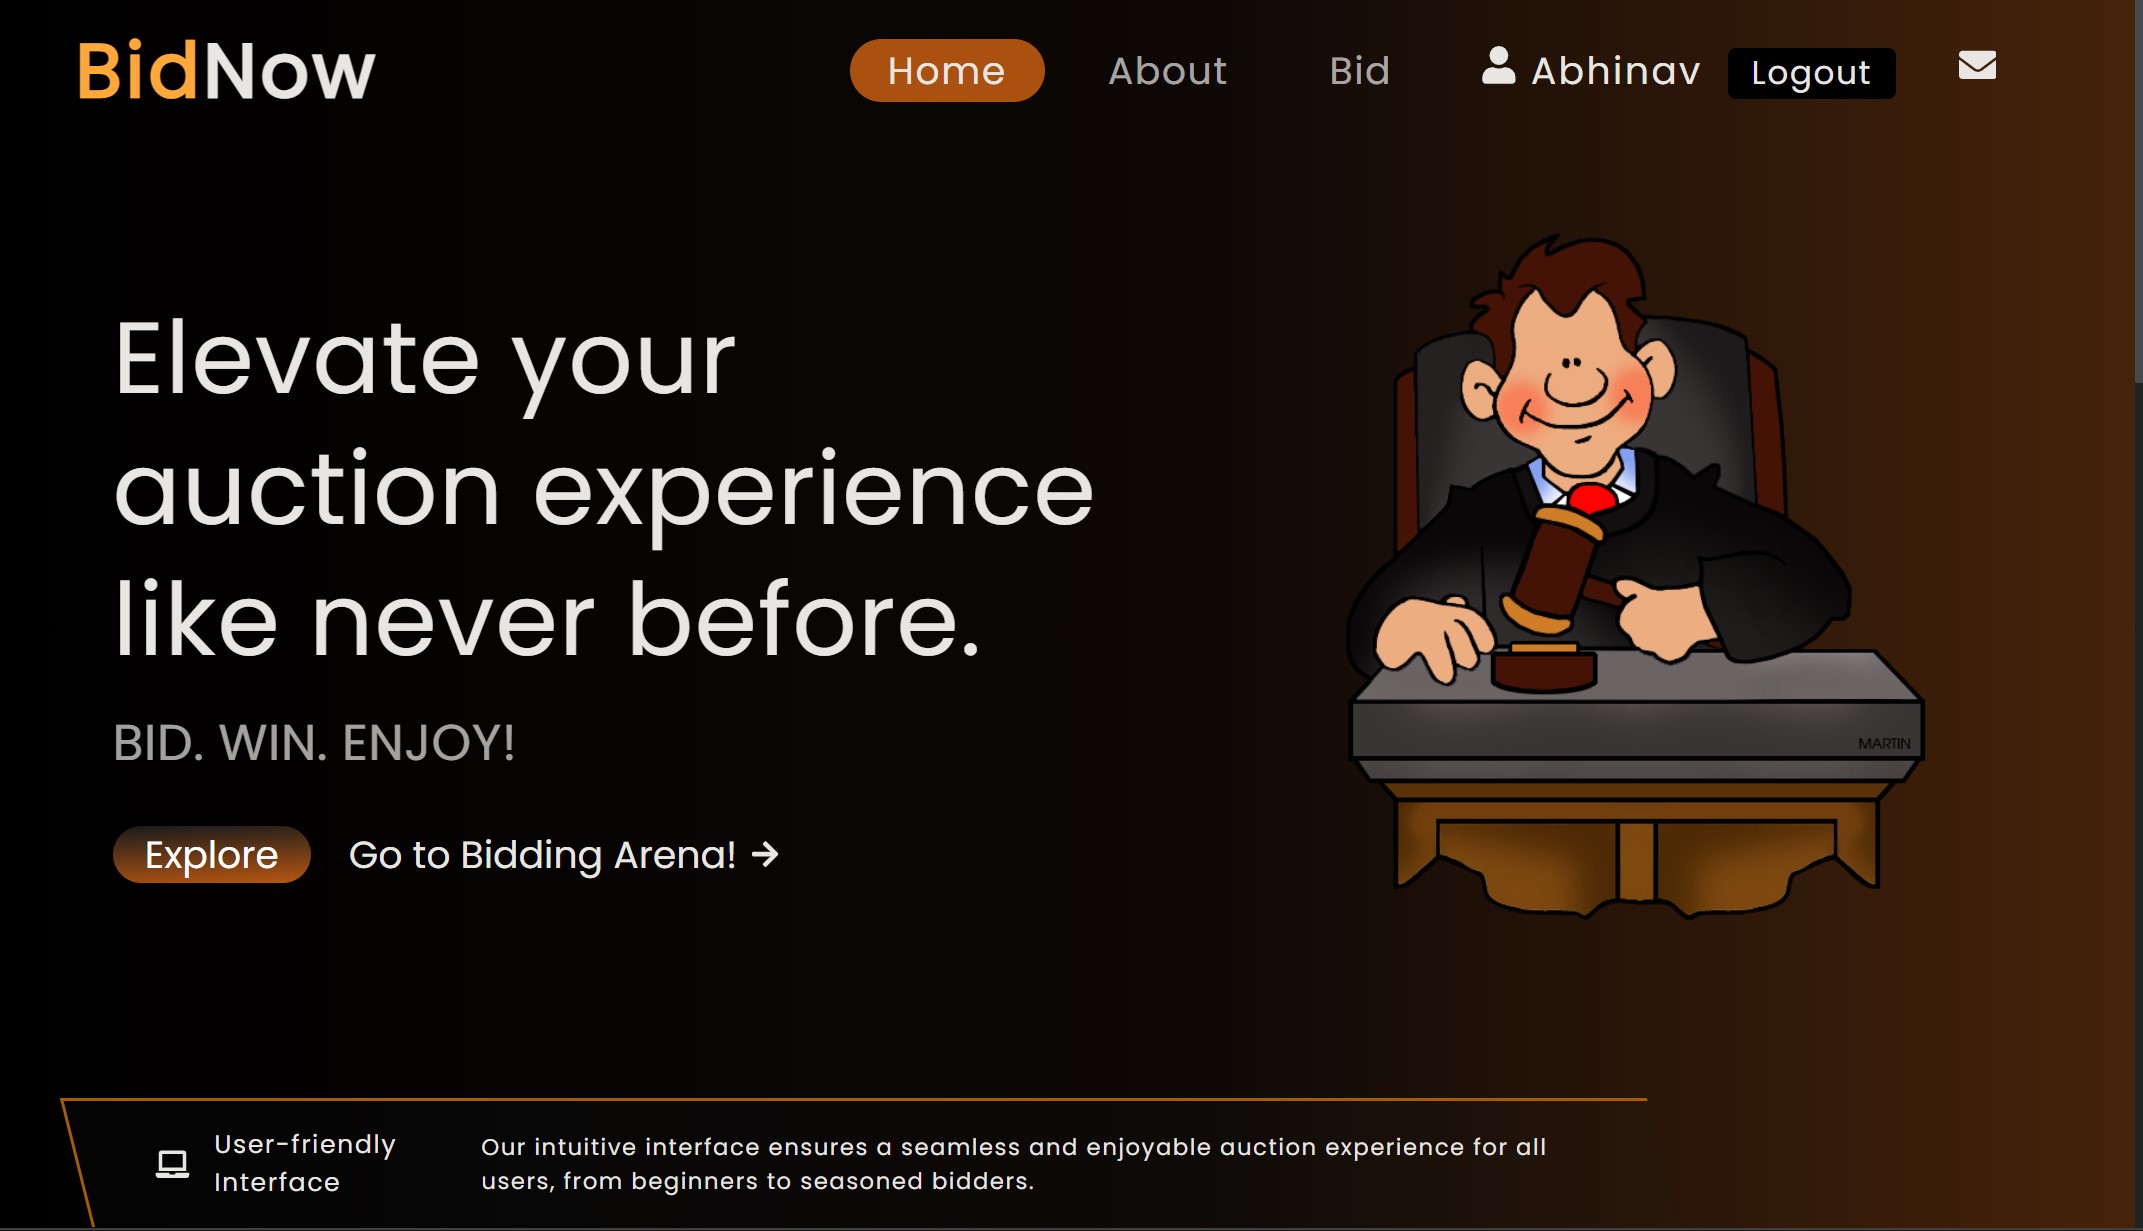 BidNow
Home About Bid Abhinav Logout
Elevate your
auction experience
like never before.
BID. WIN. ENJOY!
Explore Go to Bidding Arena!
MARTIN
User-friendly
Interface
Our intuitive interface ensures a seamless and enjoyable auction experience for all
users, from beginners to seasoned bidders.